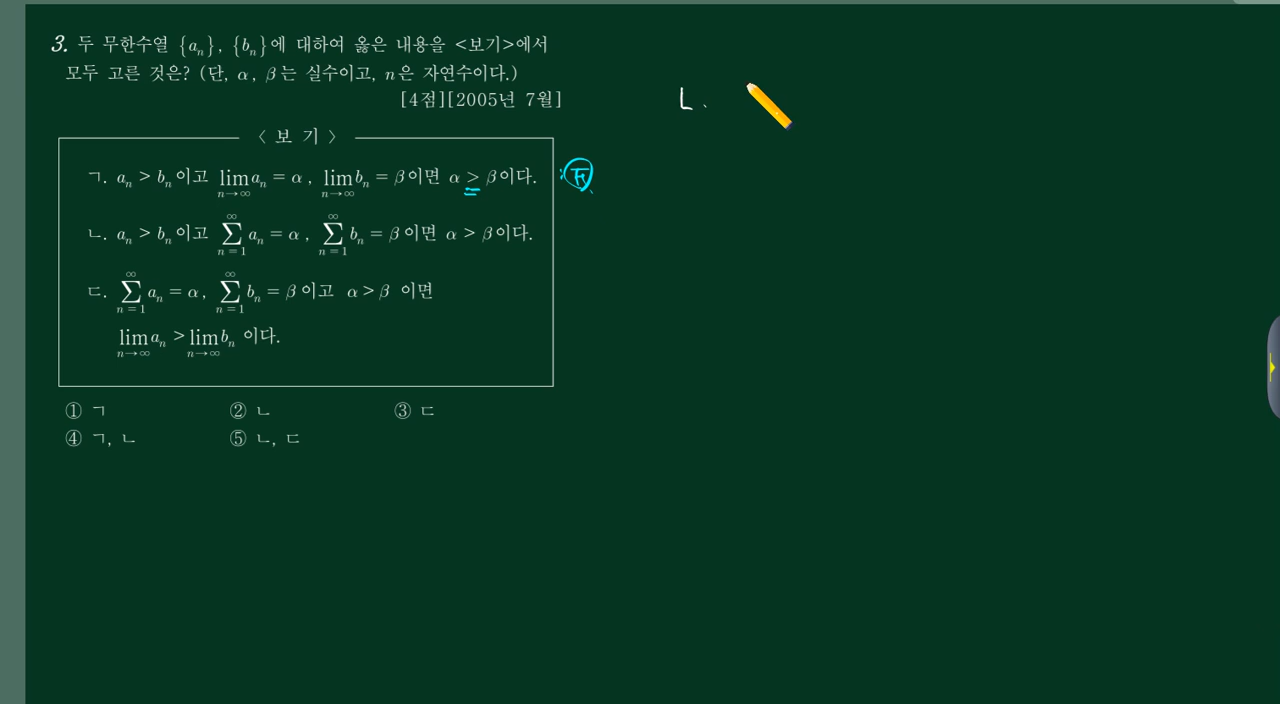 3. 두 무한수열 {aₙ}, {bₙ}에 대하여 옳은 내용을 <보기>에서
모두 고른 것은? (단, α, β는 실수이고, n은 자연수이다.)
[4점][2005년 7월]
〈 보 기 〉
ㄱ. aₙ > bₙ이고 lim_{n→∞} aₙ = α, lim_{n→∞} bₙ = β이면 α > β이다.
ㄴ. aₙ > bₙ이고 ∑_{n=1}^{∞} aₙ = α, ∑_{n=1}^{∞} bₙ = β이면 α > β이다.
ㄷ. ∑_{n=1}^{∞} aₙ = α, ∑_{n=1}^{∞} bₙ = β이고 α > β 이면
lim_{n→∞} aₙ > lim_{n→∞} bₙ 이다.
① ㄱ ② ㄴ ③ ㄷ
④ ㄱ, ㄴ ⑤ ㄴ, ㄷ
ㄴ.